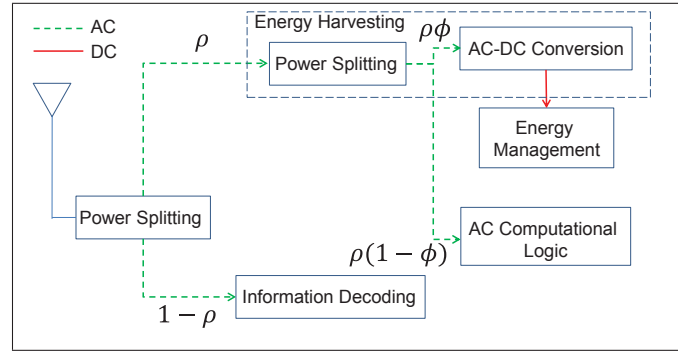 AC
DC
Energy Harvesting
ρ
Power Splitting
ρϕ
AC-DC Conversion
Energy
Management
Power Splitting
AC Computational
Logic
ρ(1 − ϕ)
Information Decoding
1 − ρ